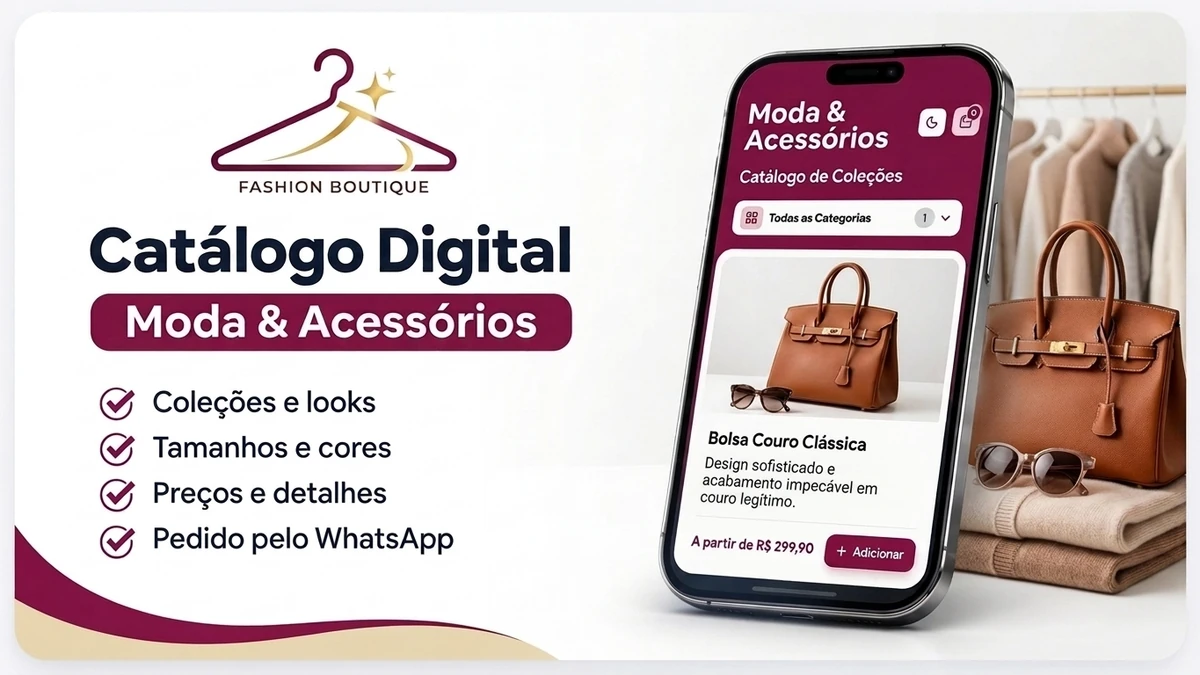 FASHION BOUTIQUE
Catálogo Digital
Moda & Acessórios
Coleções e looks
Tamanhos e cores
Preços e detalhes
Pedido pelo WhatsApp
Moda &
Acessórios
0
Catálogo de Coleções
Todas as Categorias
1
Bolsa Couro Clássica
Design sofisticado e
acabamento impecável em
couro legítimo.
A partir de R$ 299,90
+ Adicionar